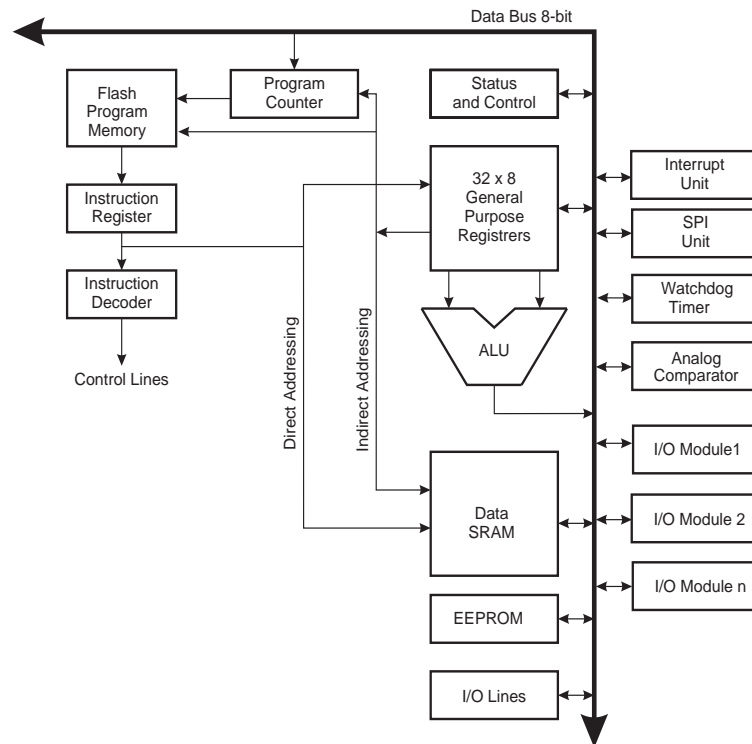 Data Bus 8-bit
Flash
Program
Memory
Program
Counter
Status
and Control
Interrupt
Unit
32 x 8
General
Purpose
Registrers
Instruction
Register
SPI
Unit
Instruction
Decoder
Watchdog
Timer
Direct Addressing
Indirect Addressing
ALU
Analog
Comparator
Control Lines
I/O Module1
Data
SRAM
I/O Module 2
I/O Module n
EEPROM
I/O Lines